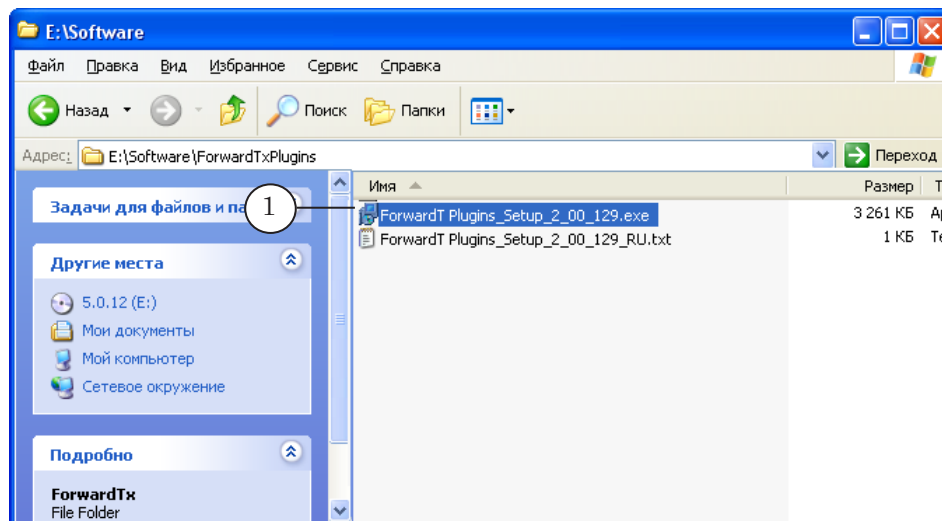 E:\Software
Файл Правка Вид Избранное Сервис Справка
Назад Поиск Папки
Адрес: E:\Software\ForwardTxPlugins Переход
Имя Размер
Задачи для файлов и
1
ForwardT Plugins_Setup_2_00_129.exe 3 261 КБ
ForwardT Plugins_Setup_2_00_129_RU.txt 1 КБ
Другие места
5.0.12 (E:)
Мои документы
Мой компьютер
Сетевое окружение
Подробно
ForwardTx
File Folder